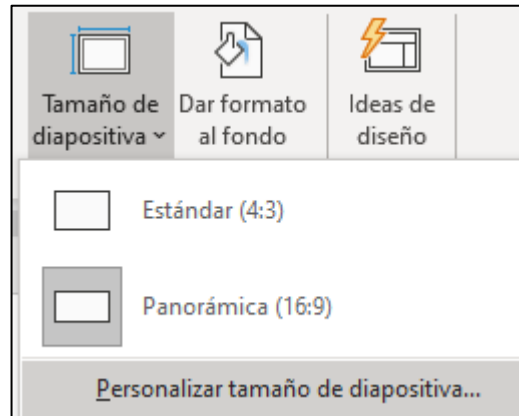 Tamaño de
diapositiva
Dar formato
al fondo
Ideas de
diseño
Estándar (4:3)
Panorámica (16:9)
Personalizar tamaño de diapositiva...